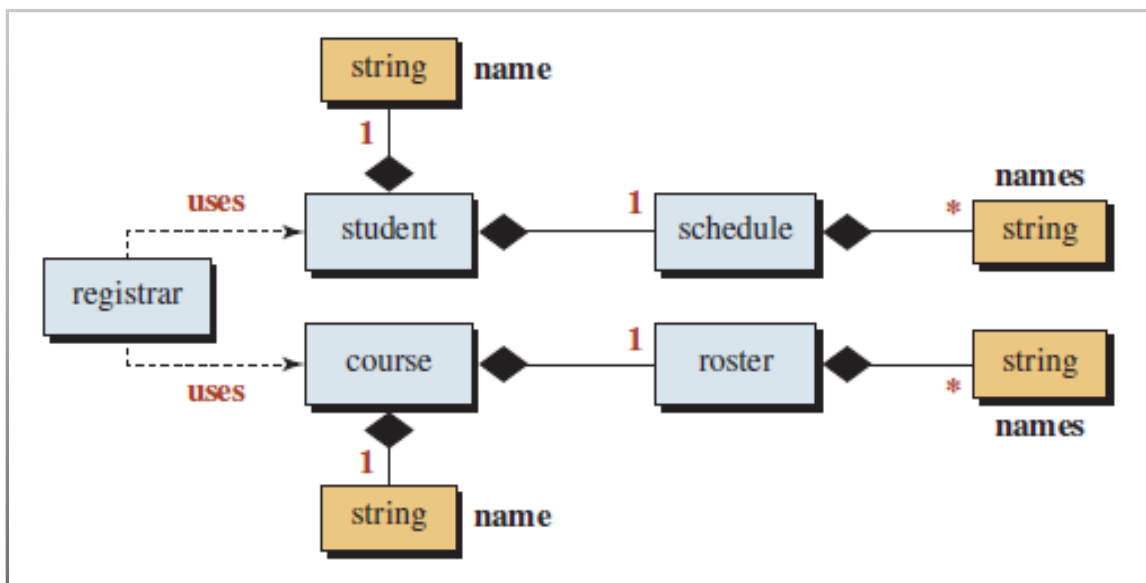 string name
1
names
uses
1
*
student
schedule
string
registrar
course
1
roster
*
string
uses
names
1
string name